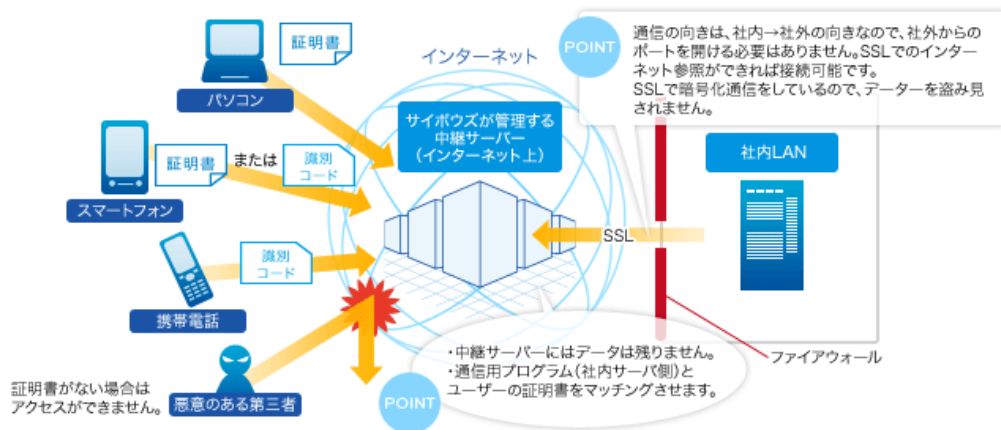 証明書
パソコン
インターネット
POINT
通信の向きは、社内→社外の向きなので、社外からの
ポートを開ける必要はありません。SSLでのインター
ネット参照ができれば接続可能です。
SSLで暗号化通信をしているので、データーを盗み見
されません。
サイボウズが管理する
中継サーバー
（インターネット上）
社内LAN
証明書
または
識別
コード
スマートフォン
SSL
識別
コード
携帯電話
ファイアウォール
・中継サーバーにはデータは残りません。
・通信用プログラム（社内サーバ側）と
ユーザーの証明書をマッチングさせます。
POINT
証明書がない場合は
アクセスができません。
悪意のある第三者